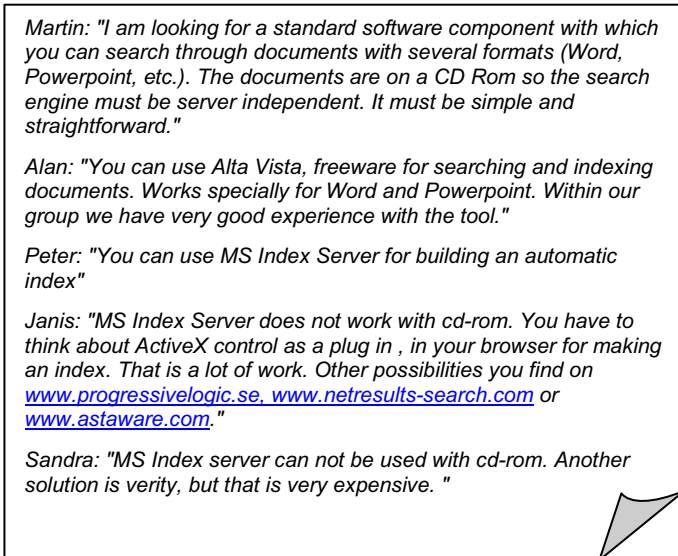 Martin: "I am looking for a standard software component with which
you can search through documents with several formats (Word,
Powerpoint, etc.). The documents are on a CD Rom so the search
engine must be server independent. It must be simple and
straightforward."
Alan: "You can use Alta Vista, freeware for searching and indexing
documents. Works specially for Word and Powerpoint. Within our
group we have very good experience with the tool."
Peter: "You can use MS Index Server for building an automatic
index"
Janis: "MS Index Server does not work with cd-rom. You have to
think about ActiveX control as a plug in , in your browser for making
an index. That is a lot of work. Other possibilities you find on
www.progressivelogic.se, www.netresults-search.com or
www.astaware.com."
Sandra: "MS Index server can not be used with cd-rom. Another
solution is verity, but that is very expensive. "